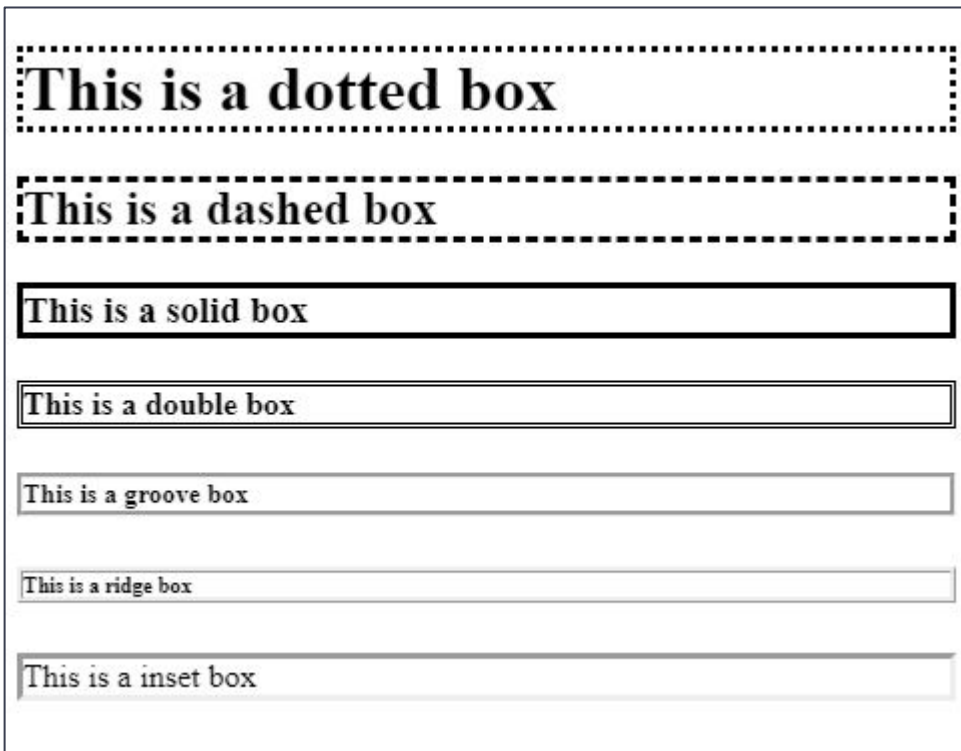 This is a dotted box
This is a dashed box
This is a solid box
This is a double box
This is a groove box
This is a ridge box
This is a inset box